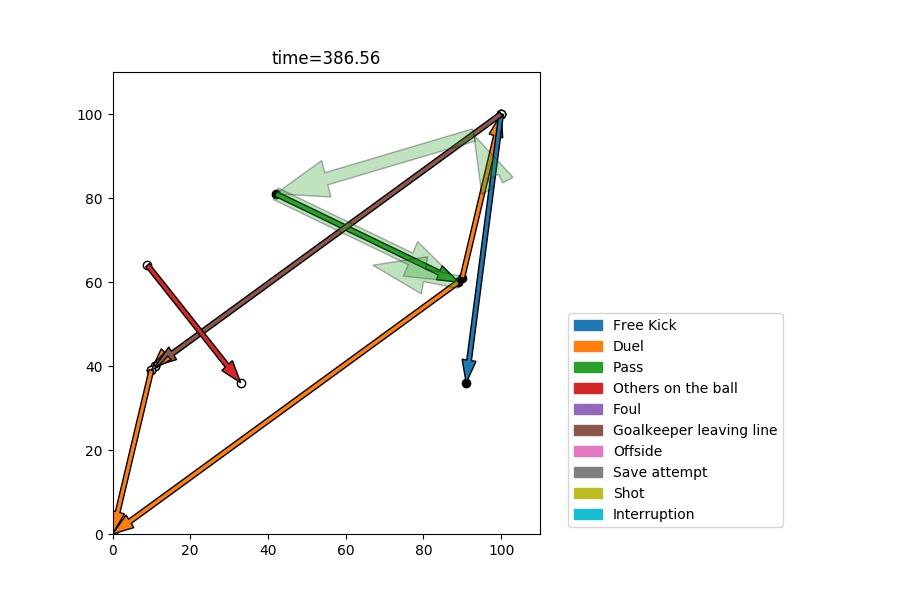 time=386.56
100
80
60
40
20
0
0 20 40 60 80 100
Free Kick
Duel
Pass
Others on the ball
Foul
Goalkeeper leaving line
Offside
Save attempt
Shot
Interruption